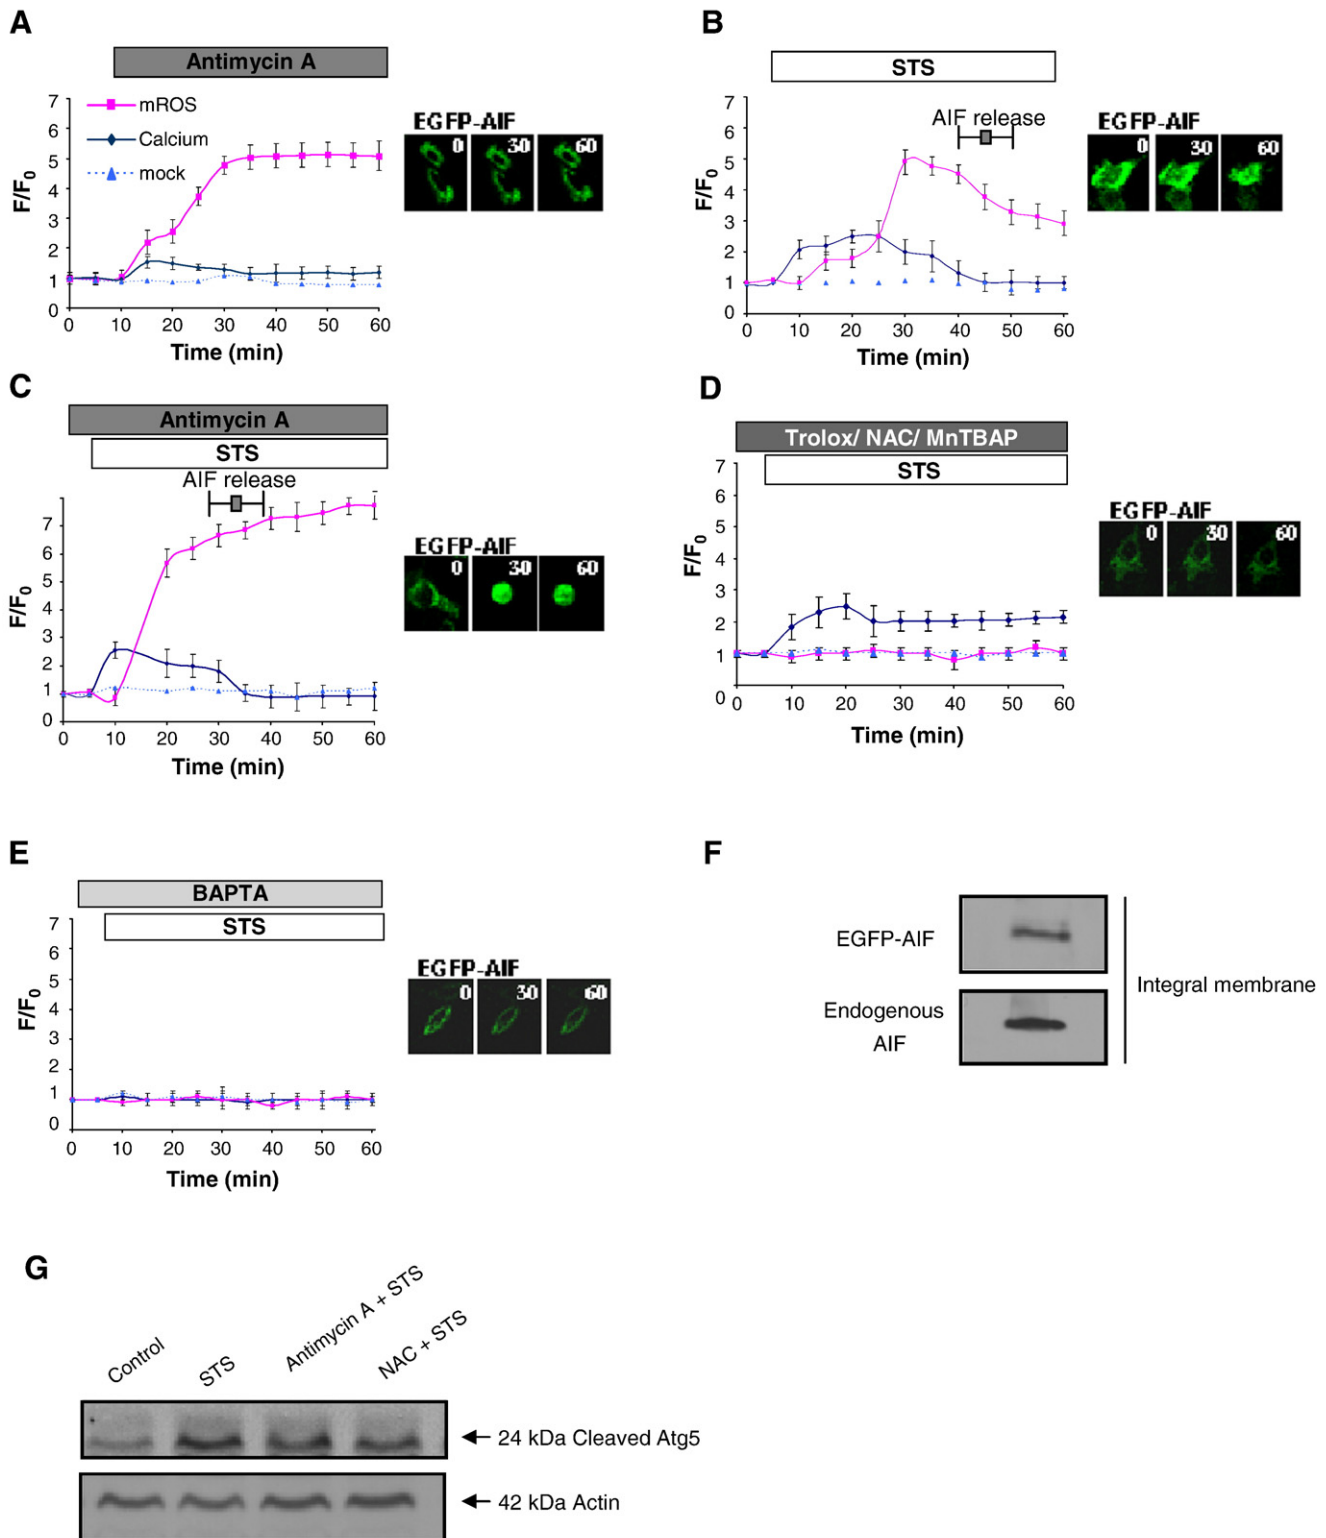 A
Antimycin A
7
6
5
4
3
2
1
0
F/F0
mROS
Calcium
mock
0 10 20 30 40 50 60
Time (min)
EGFP-AIF
0 30 60
B
STS
AIF release
7
6
5
4
3
2
1
0
F/F0
0 10 20 30 40 50 60
Time (min)
EGFP-AIF
0 30 60
C
Antimycin A
STS
AIF release
7
6
5
4
3
2
1
0
F/F0
0 10 20 30 40 50 60
Time (min)
EGFP-AIF
0 30 60
D
Trolox/ NAC/ MnTBAP
STS
7
6
5
4
3
2
1
0
F/F0
0 10 20 30 40 50 60
Time (min)
EGFP-AIF
0 30 60
E
BAPTA
STS
7
6
5
4
3
2
1
0
F/F0
0 10 20 30 40 50 60
Time (min)
EGFP-AIF
0 30 60
F
EGFP-AIF
Endogenous
AIF
Integral membrane
G
Control
STS
Antimycin A + STS
NAC + STS
24 kDa Cleaved Atg5
42 kDa Actin